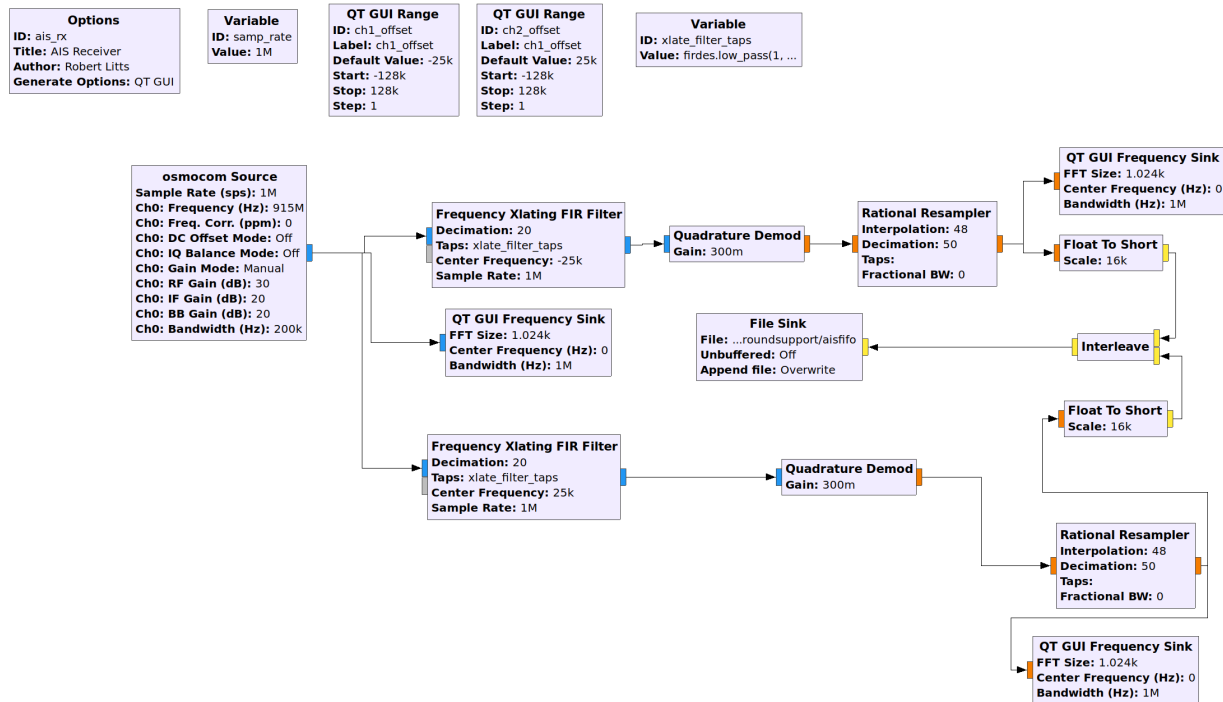 Options
ID: ais_rx
Title: AIS Receiver
Author: Robert Litts
Generate Options: QT GUI
Variable
ID: samp_rate
Value: 1M
QT GUI Range
ID: ch1_offset
Label: ch1_offset
Default Value: -25k
Start: -128k
Stop: 128k
Step: 1
QT GUI Range
ID: ch2_offset
Label: ch1_offset
Default Value: 25k
Start: -128k
Stop: 128k
Step: 1
Variable
ID: xlate_filter_taps
Value: firdes.low_pass(1, ...
osmocom Source
Sample Rate (sps): 1M
Ch0: Frequency (Hz): 915M
Ch0: Freq. Corr. (ppm): 0
Ch0: DC Offset Mode: Off
Ch0: IQ Balance Mode: Off
Ch0: Gain Mode: Manual
Ch0: RF Gain (dB): 30
Ch0: IF Gain (dB): 20
Ch0: BB Gain (dB): 20
Ch0: Bandwidth (Hz): 200k
Frequency Xlating FIR Filter
Decimation: 20
Taps: xlate_filter_taps
Center Frequency: -25k
Sample Rate: 1M
Quadrature Demod
Gain: 300m
Rational Resampler
Interpolation: 48
Decimation: 50
Taps:
Fractional BW: 0
QT GUI Frequency Sink
FFT Size: 1.024k
Center Frequency (Hz): 0
Bandwidth (Hz): 1M
Float To Short
Scale: 16k
QT GUI Frequency Sink
FFT Size: 1.024k
Center Frequency (Hz): 0
Bandwidth (Hz): 1M
File Sink
File: ...roundsupport/aisfifo
Unbuffered: Off
Append file: Overwrite
Interleave
Float To Short
Scale: 16k
Frequency Xlating FIR Filter
Decimation: 20
Taps: xlate_filter_taps
Center Frequency: 25k
Sample Rate: 1M
Quadrature Demod
Gain: 300m
Rational Resampler
Interpolation: 48
Decimation: 50
Taps:
Fractional BW: 0
QT GUI Frequency Sink
FFT Size: 1.024k
Center Frequency (Hz): 0
Bandwidth (Hz): 1M